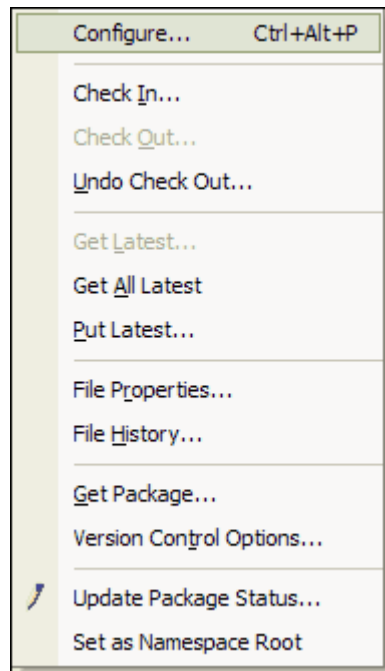 Configure... Ctrl+Alt+P
Check In...
Check Out...
Undo Check Out...
Get Latest...
Get All Latest
Put Latest...
File Properties...
File History...
Get Package...
Version Control Options...
Update Package Status...
Set as Namespace Root